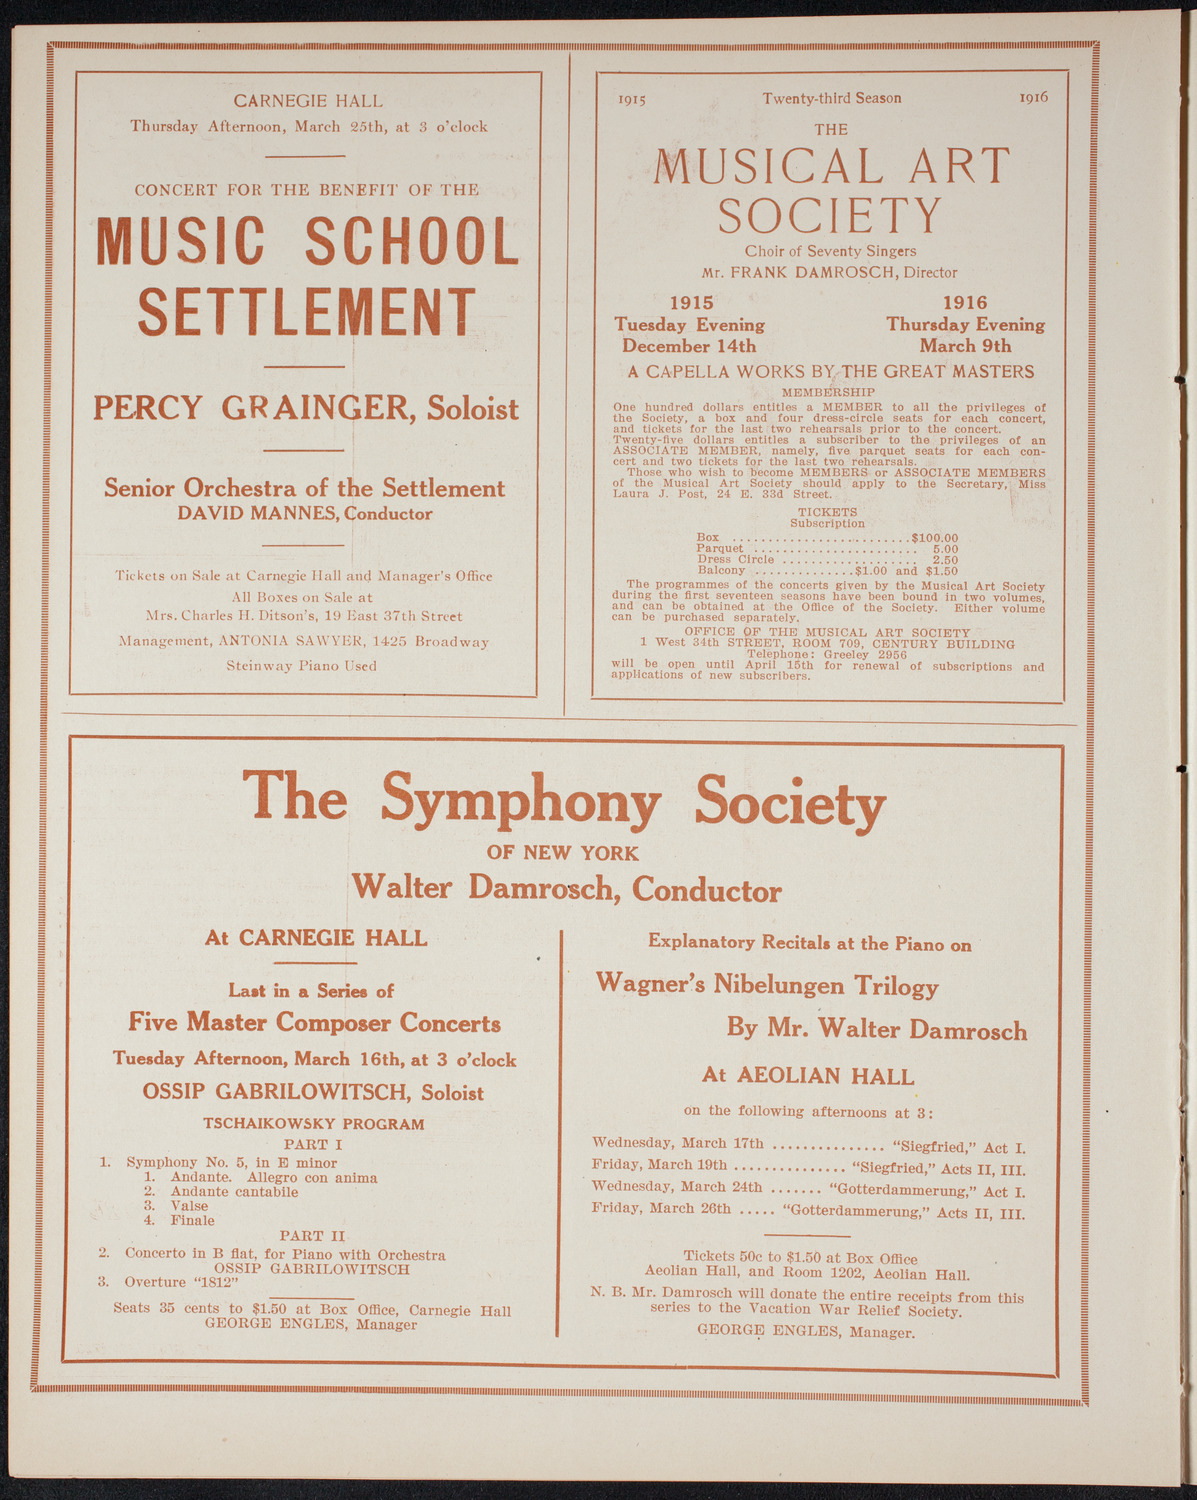 CARNEGIE HALL
Thursday Afternoon, March 25th, at 3 o'clock
CONCERT FOR THE BENEFIT OF THE
MUSIC SCHOOL
SETTLEMENT
PERCY GRAINGER, Soloist
Senior Orchestra of the Settlement
DAVID MANNES, Conductor
Tickets on Sale at Carnegie Hall and Manager's Office
All Boxes on Sale at
Mrs. Charles H. Ditson's, 19 East 37th Street
Management, ANTONIA SAWYER, 1425 Broadway
Steinway Piano Used
1915 Twenty-third Season 1916
THE
MUSICAL ART
SOCIETY
Choir of Seventy Singers
Mr. FRANK DAMROSCH, Director
1915 1916
Tuesday Evening Thursday Evening
December 14th March 9th
A CAPELLA WORKS BY THE GREAT MASTERS
MEMBERSHIP
One hundred dollars entitles a MEMBER to all the privileges of
the Society, a box and four dress-circle seats for each concert,
and tickets for the last two rehearsals prior to the concert.
Twenty-five dollars entitles a subscriber to the privileges of an
ASSOCIATE MEMBER, namely, five parquet seats for each con-
cert and two tickets for the last two rehearsals.
Those who wish to become MEMBERS or ASSOCIATE MEMBERS
of the Musical Art Society should apply to the Secretary, Miss
Laura J. Post, 24 E. 33d Street.
TICKETS
Subscription
Box ........................$100.00
Parquet ....................... 5.00
Dress Circle ................... 2.50
Balcony ..............$1.00 and $1.50
The programmes of the concerts given by the Musical Art Society
during the first seventeen seasons have been bound in two volumes,
and can be obtained at the Office of the Society. Either volume
can be purchased separately.
OFFICE OF THE MUSICAL ART SOCIETY
1 West 34th STREET, ROOM 709, CENTURY BUILDING
Telephone: Greeley 2956
will be open until April 15th for renewal of subscriptions and
applications of new subscribers.
The Symphony Society
OF NEW YORK
Walter Damrosch, Conductor
At CARNEGIE HALL
Last in a Series of
Five Master Composer Concerts
Tuesday Afternoon, March 16th, at 3 o'clock
OSSIP GABRILOWITSCH, Soloist
TSCHAIKOWSKY PROGRAM
PART I
1. Symphony No. 5, in E minor
1. Andante. Allegro con anima
2. Andante cantabile
3. Valse
4. Finale
PART II
2. Concerto in B flat, for Piano with Orchestra
OSSIP GABRILOWITSCH
3. Overture "1812"
Seats 35 cents to $1.50 at Box Office, Carnegie Hall
GEORGE ENGLES, Manager
Explanatory Recitals at the Piano on
Wagner's Nibelungen Trilogy
By Mr. Walter Damrosch
At AEOLIAN HALL
on the following afternoons at 3:
Wednesday, March 17th ............... "Siegfried," Act I.
Friday, March 19th ............... "Siegfried," Acts II, III.
Wednesday, March 24th ....... "Gotterdammerung," Act I.
Friday, March 26th ..... "Gotterdammerung," Acts II, III.
Tickets 50c to $1.50 at Box Office
Aeolian Hall, and Room 1202, Aeolian Hall.
N. B. Mr. Damrosch will donate the entire receipts from this
series to the Vacation War Relief Society.
GEORGE ENGLES, Manager.